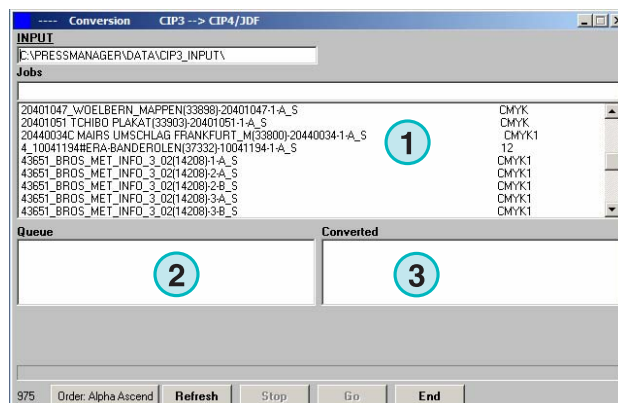 ---- Conversion CIP3 --> CIP4/JDF
INPUT
C:\PRESSMANAGER\DATA\CIP3_INPUT\
Jobs
20401047_WOELBERN_MAPPEN(33898)-20401047-1-A_S CMYK
20401051_TCHIBO PLAKAT(33903)-20401051-1-A_S CMYK
20440034C MAIRS UMSCHLAG FRANKFURT_M(33800)-20440034-1-A_S CMYK1
4_10041194#ERA-BANDEROLEN(37332)-10041194-1-A_S 12
43651_BROS_MET_INFO_3_02(14208)-1-A_S CMYK1
43651_BROS_MET_INFO_3_02(14208)-2-A_S CMYK1
43651_BROS_MET_INFO_3_02(14208)-2-B_S CMYK1
43651_BROS_MET_INFO_3_02(14208)-3-A_S CMYK1
43651_BROS_MET_INFO_3_02(14208)-3-B_S CMYK1
1
Queue Converted
2 3
975 Order: Alpha Ascend Refresh Stop Go End